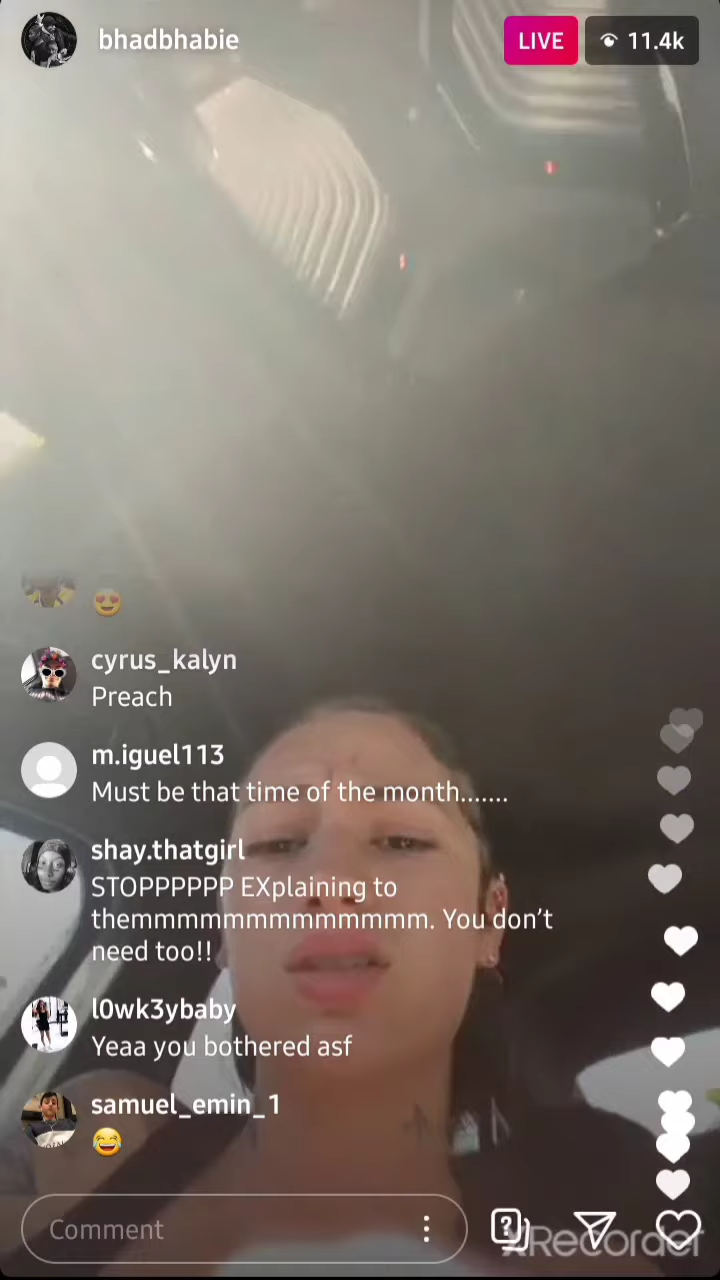 bhadbhabie
LIVE
11.4k
😍
cyrus_kalyn
Preach
m.iguel113
Must be that time of the month.......
shay.thatgirl
STOPPPPPP EXplaining to
themmmmmmmmmmmmm. You don't
need too!!
l0wk3ybaby
Yeaa you bothered asf
samuel_emin_1
😂
Comment
XRecorder